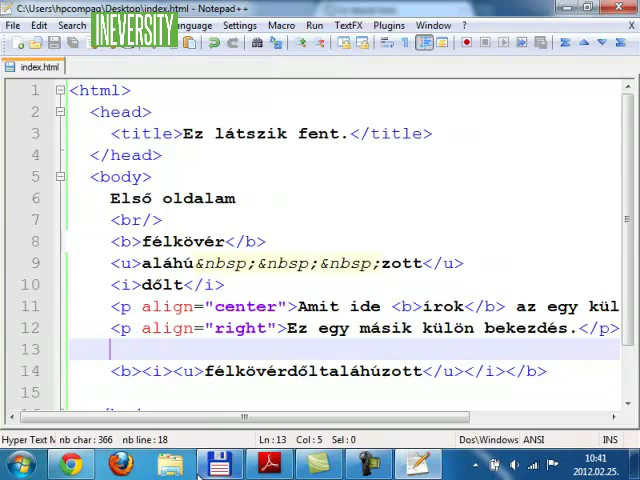 C:\Users\hpcompaq\Desktop\index.html - Notepad++
INEVERSITY
File Edit Search Language Settings Macro Run TextFX Plugins Window ? X
index.html
1 <html>
2 <head>
3 <title>Ez látszik fent.</title>
4 </head>
5 <body>
6 Első oldalam
7 <br/>
8 <b>félkövér</b>
9 <u>aláhú&nbsp;&nbsp;&nbsp;zott</u>
10 <i>dőlt</i>
11 <p align="center">Amit ide <b>írok</b> az egy kül
12 <p align="right">Ez egy másik külön bekezdés.</p>
13
14 <b><i><u>félkövérdőltaláhúzott</u></i></b>
15
Hyper Text M nb char : 366 nb line : 18 Ln : 13 Col : 5 Sel : 0 Dos\Windows ANSI INS
10:41
2012.02.25.